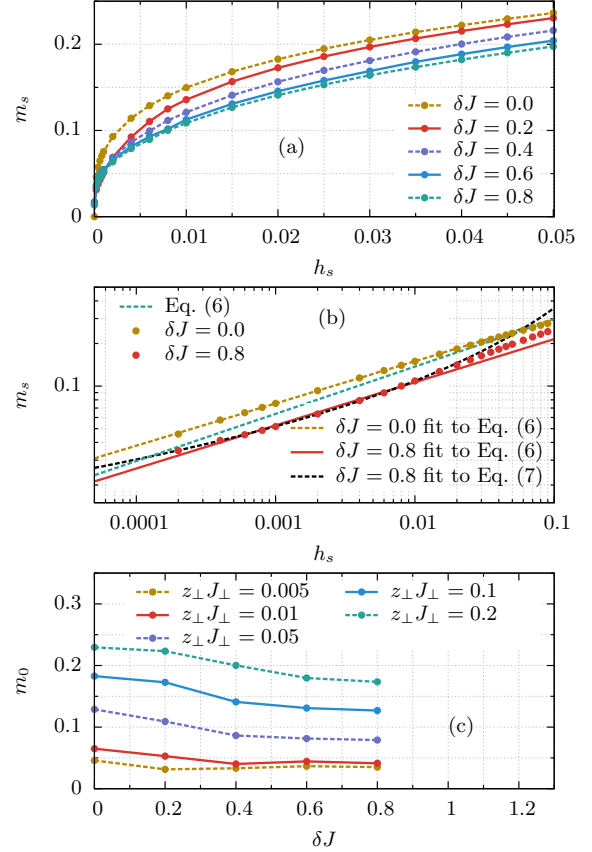 0.2
0.1
0
m_s
(a)
δJ = 0.0
δJ = 0.2
δJ = 0.4
δJ = 0.6
δJ = 0.8
0 0.01 0.02 0.03 0.04 0.05
h_s
Eq. (6)
δJ = 0.0
δJ = 0.8
(b)
0.1
m_s
δJ = 0.0 fit to Eq. (6)
δJ = 0.8 fit to Eq. (6)
δJ = 0.8 fit to Eq. (7)
0.0001 0.001 0.01 0.1
h_s
z⊥J⊥ = 0.005
z⊥J⊥ = 0.01
z⊥J⊥ = 0.05
z⊥J⊥ = 0.1
z⊥J⊥ = 0.2
0.3
0.2
0.1
0
m_0
(c)
0 0.2 0.4 0.6 0.8 1 1.2
δJ